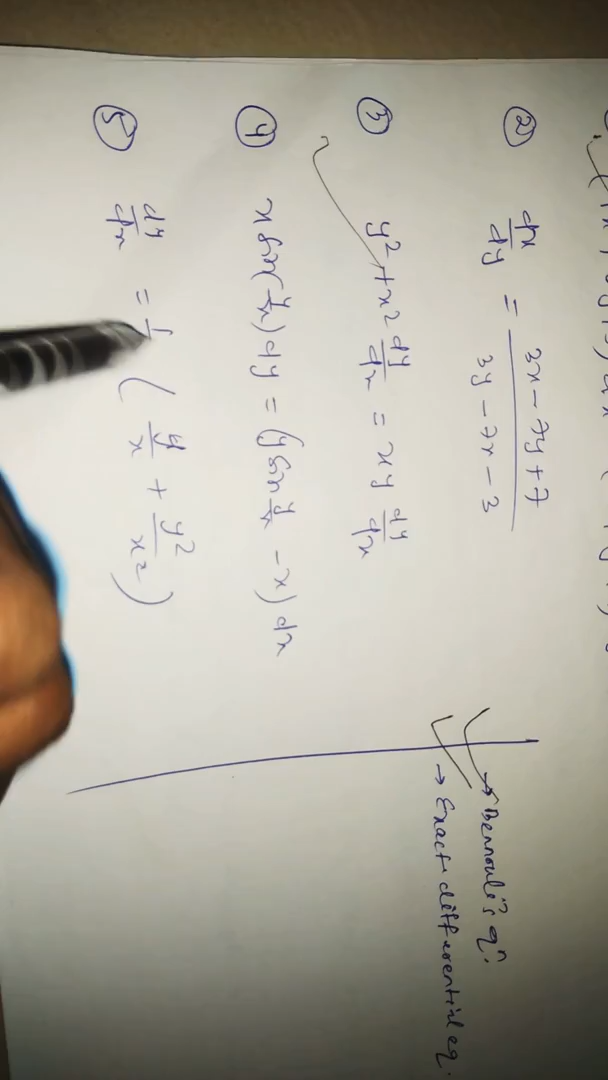 ② dx/dy = (3x - 7y + 7)/(3y - 7x - 3)
③ y² + x² dy/dx = xy dy/dx
④ x sin(y/x) dy = (y sin y/x - x) dx
⑤ dy/dx = ( y/x + y²/x² )
→ Bernouli's qⁿ.
→ Exact differential eq.